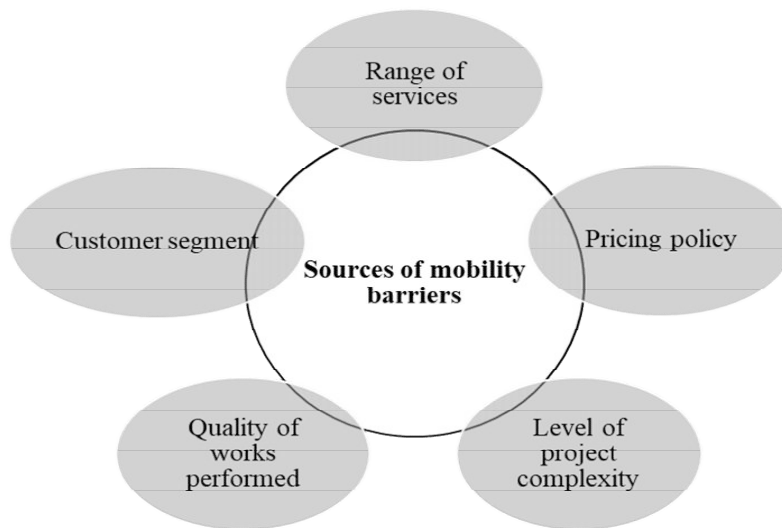 Range of
services
Customer segment
Pricing policy
Sources of mobility
barriers
Quality of
works
performed
Level of
project
complexity